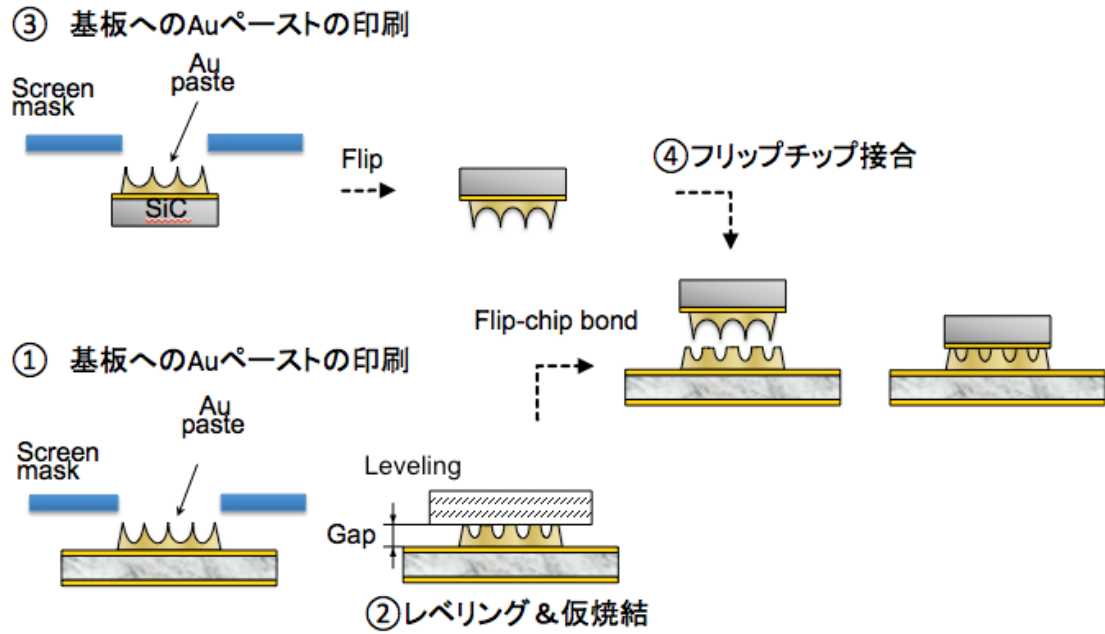 ③ 基板へのAuペーストの印刷
Au
paste
Screen
mask
Flip
SiC
④フリップチップ接合
Flip-chip bond
① 基板へのAuペーストの印刷
Au
paste
Screen
mask
Leveling
Gap
②レベリング＆仮焼結